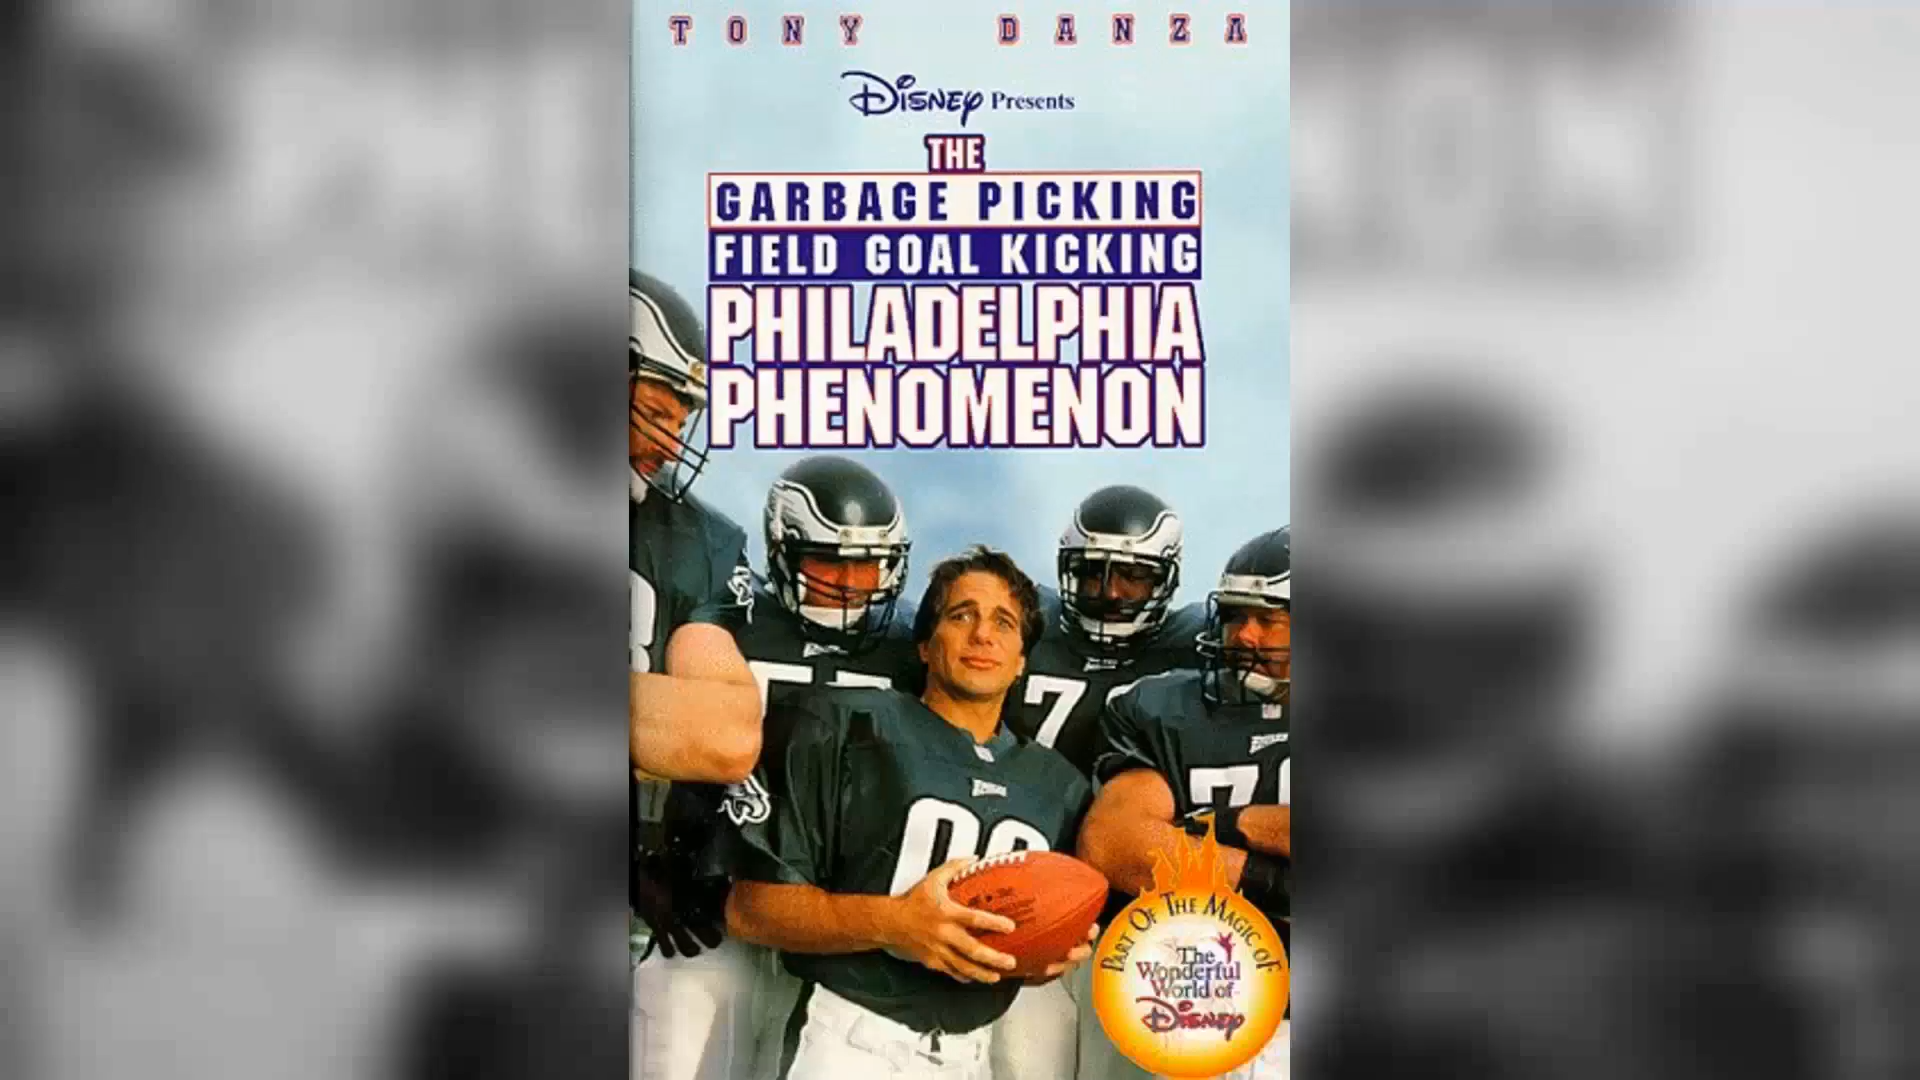 TONY DANZA
Disney Presents
THE
GARBAGE PICKING
FIELD GOAL KICKING
PHILADELPHIA
PHENOMENON
PART OF THE MAGIC OF
The
Wonderful
World of
Disney